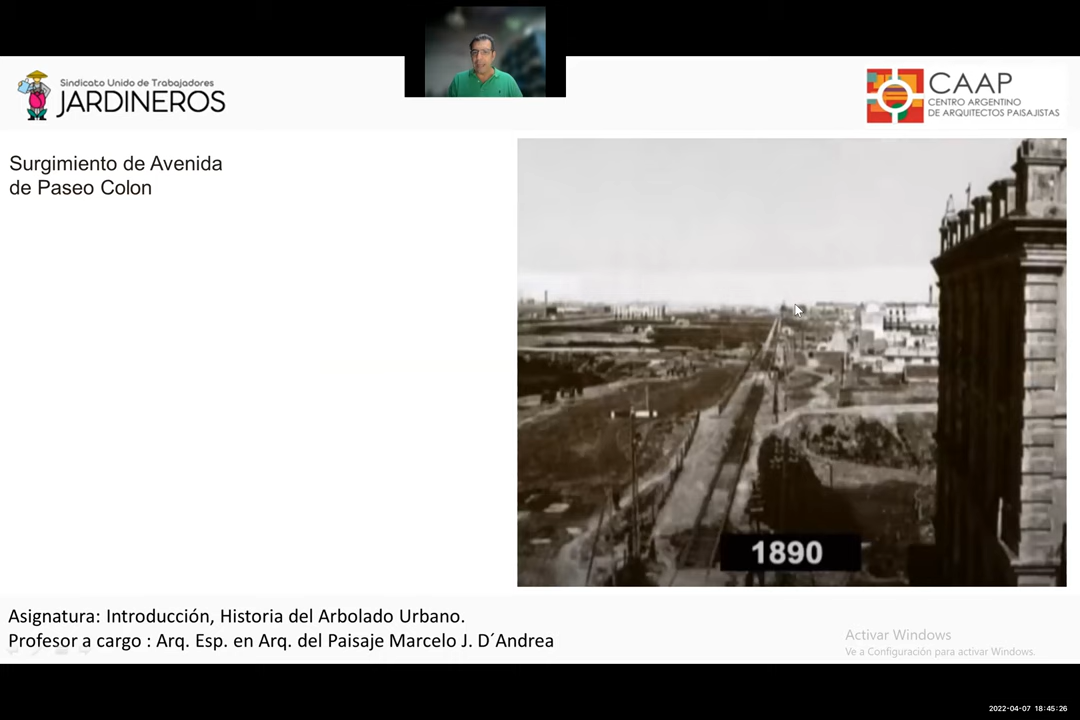 Sindicato Unido de Trabajadores
JARDINEROS
CAAP
CENTRO ARGENTINO
DE ARQUITECTOS PAISAJISTAS
Surgimiento de Avenida
de Paseo Colon
1890
Asignatura: Introducción, Historia del Arbolado Urbano.
Profesor a cargo : Arq. Esp. en Arq. del Paisaje Marcelo J. D´Andrea
Activar Windows
Ve a Configuración para activar Windows.
2022-04-07 18:45:26